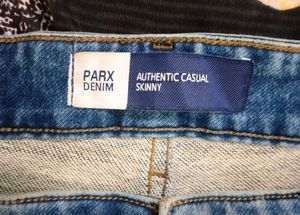 PARX
DENIM
AUTHENTIC CASUAL
SKINNY